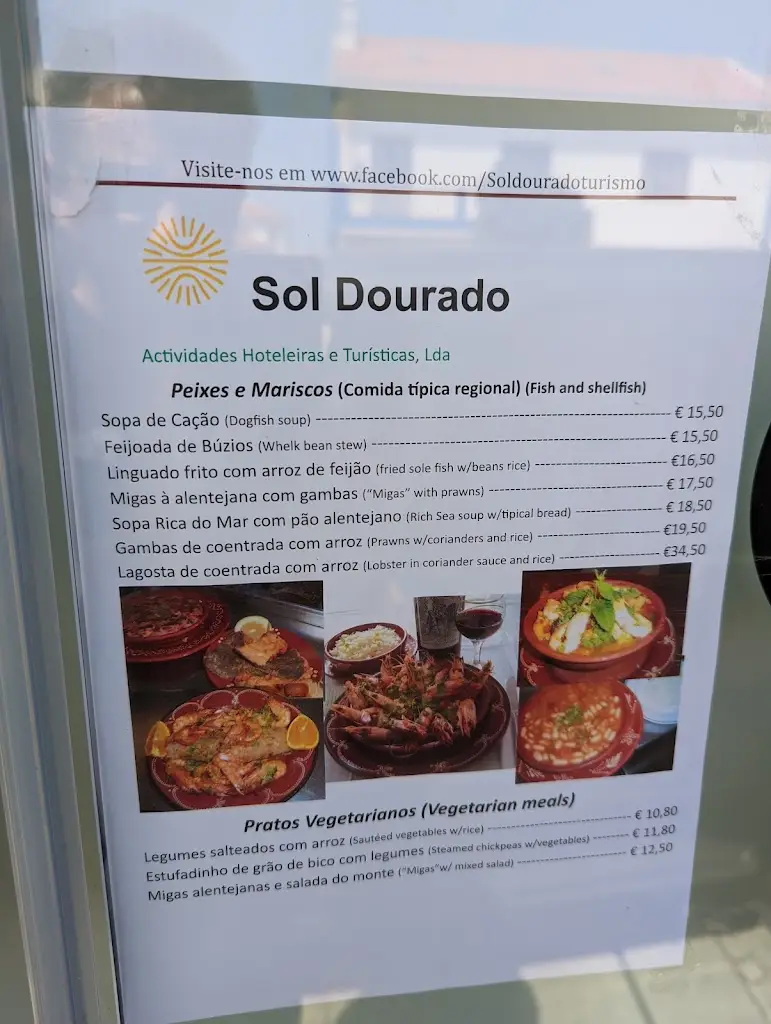 Visite-nos em www.facebook.com/Soldouradoturismo
Sol Dourado
Actividades Hoteleiras e Turísticas, Lda
Peixes e Mariscos (Comida típica regional) (Fish and shellfish)
Sopa de Cação (Dogfish soup) ---------------------------------------- € 15,50
Feijoada de Búzios (Whelk bean stew) ---------------------------------------- € 15,50
Linguado frito com arroz de feijão (fried sole fish w/beans rice) -------------------- €16,50
Migas à alentejana com gambas ("Migas" with prawns) ------------------------- € 17,50
Sopa Rica do Mar com pão alentejano (Rich Sea soup w/tipical bread) --------------- € 18,50
Gambas de coentrada com arroz (Prawns w/corianders and rice) -------------------- €19,50
Lagosta de coentrada com arroz (Lobster in coriander sauce and rice) --------------- €34,50
Pratos Vegetarianos (Vegetarian meals)
Legumes salteados com arroz (Sautéed vegetables w/rice) ---------------------- € 10,80
Estufadinho de grão de bico com legumes (Steamed chickpeas w/vegetables) -------- € 11,80
Migas alentejanas e salada do monte ("Migas"w/ mixed salad) ----------------- € 12,50